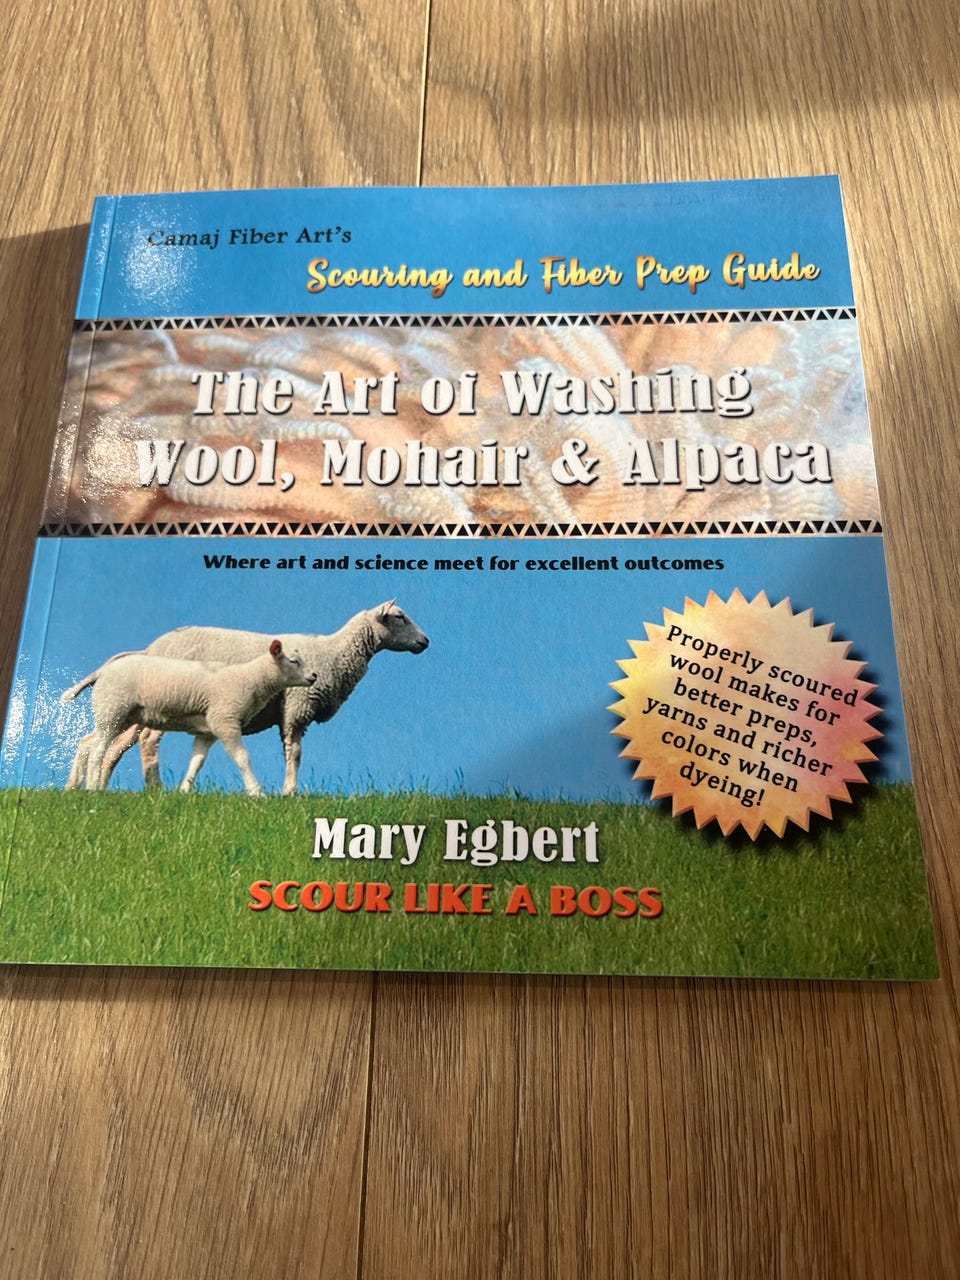 Camaj Fiber Art's
Scouring and Fiber Prep Guide
The Art of Washing
Wool, Mohair & Alpaca
Where art and science meet for excellent outcomes
Properly scoured
wool makes for
better preps,
yarns and richer
colors when
dyeing!
Mary Egbert
SCOUR LIKE A BOSS